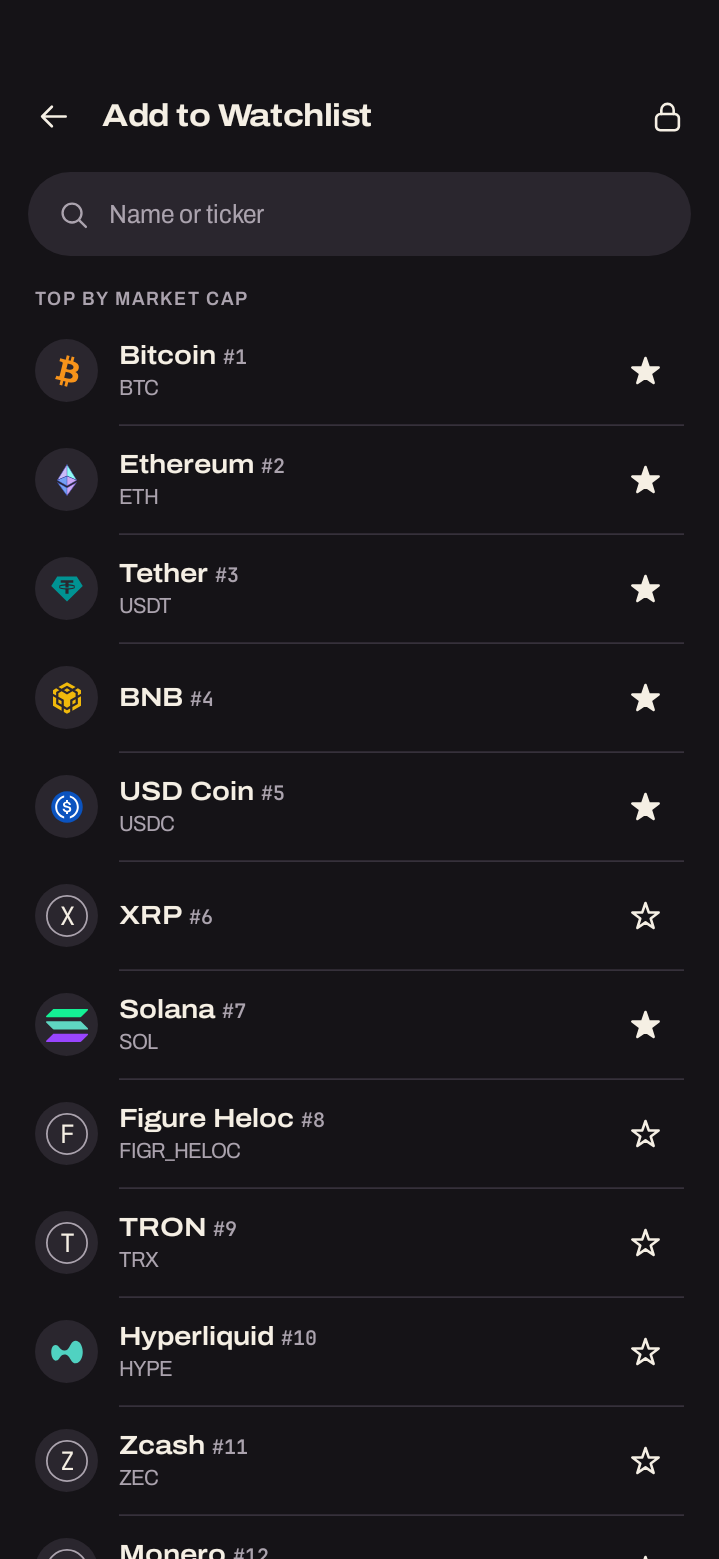 Add to Watchlist
Name or ticker
TOP BY MARKET CAP
Bitcoin #1
BTC
Ethereum #2
ETH
Tether #3
USDT
BNB #4
USD Coin #5
USDC
X
XRP #6
Solana #7
SOL
F
Figure Heloc #8
FIGR_HELOC
T
TRON #9
TRX
Hyperliquid #10
HYPE
Z
Zcash #11
ZEC
Monero #12